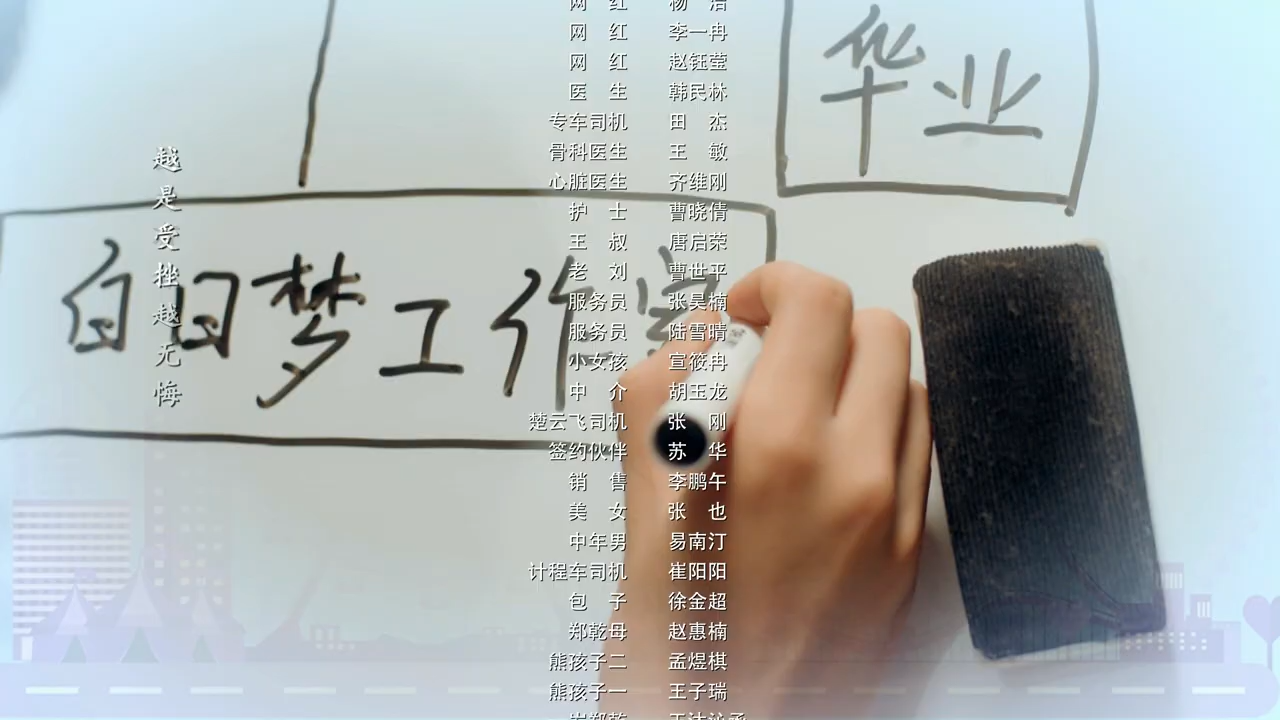 网 红 杨 洁
网 红 李一冉
网 红 赵钰莹
医 生 韩民林
专车司机 田 杰
骨科医生 王 敏
心脏医生 齐维刚
护 士 曹晓倩
王 叔 唐启荣
老 刘 曹世平
服务员 张昊楠
服务员 陆雪晴
小女孩 宣筱冉
中 介 胡玉龙
楚云飞司机 张 刚
签约伙伴 苏 华
销 售 李鹏午
美 女 张 也
中年男 易南汀
计程车司机 崔阳阳
包 子 徐金超
郑乾母 赵惠楠
熊孩子二 孟煜棋
熊孩子一 王子瑞
越是受挫越无悔
华业
白日梦工作室